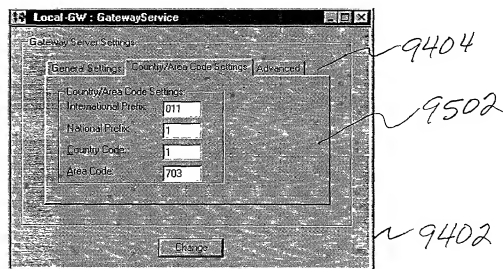 Local-GW : GatewayService
Gateway Server Settings
General Settings Country/Area Code Settings Advanced
Country/Area Code Settings
International Prefix: 011
National Prefix: 1
Country Code: 1
Area Code: 703
Change
9404
9502
9402